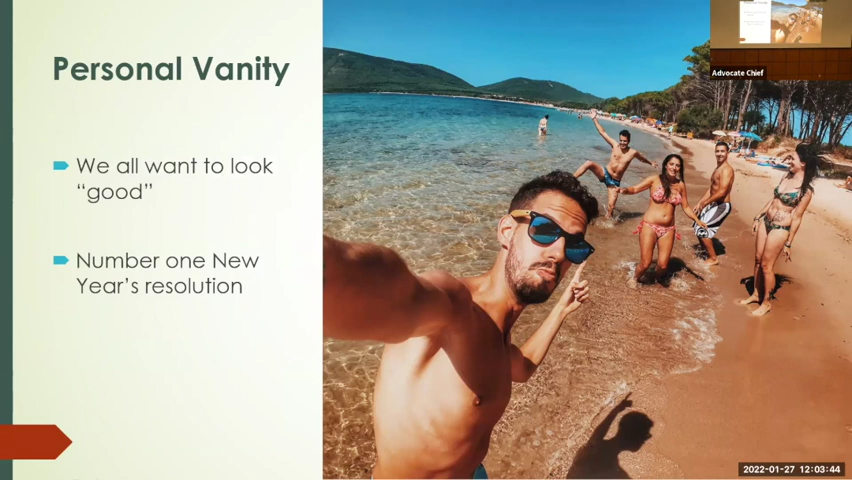 Personal Vanity
We all want to look
“good”
Number one New
Year’s resolution
Advocate Chief
2022-01-27 12:03:44